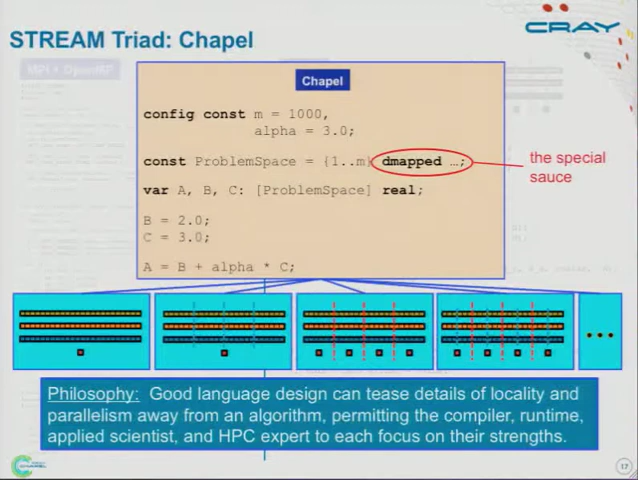 CRAY
STREAM Triad: Chapel
MPI + OpenMP
Chapel
config const m = 1000,
alpha = 3.0;
const ProblemSpace = {1..m} dmapped …;
the special
sauce
var A, B, C: [ProblemSpace] real;
B = 2.0;
C = 3.0;
A = B + alpha * C;
Philosophy: Good language design can tease details of locality and
parallelism away from an algorithm, permitting the compiler, runtime,
applied scientist, and HPC expert to each focus on their strengths.
CHAPEL
17